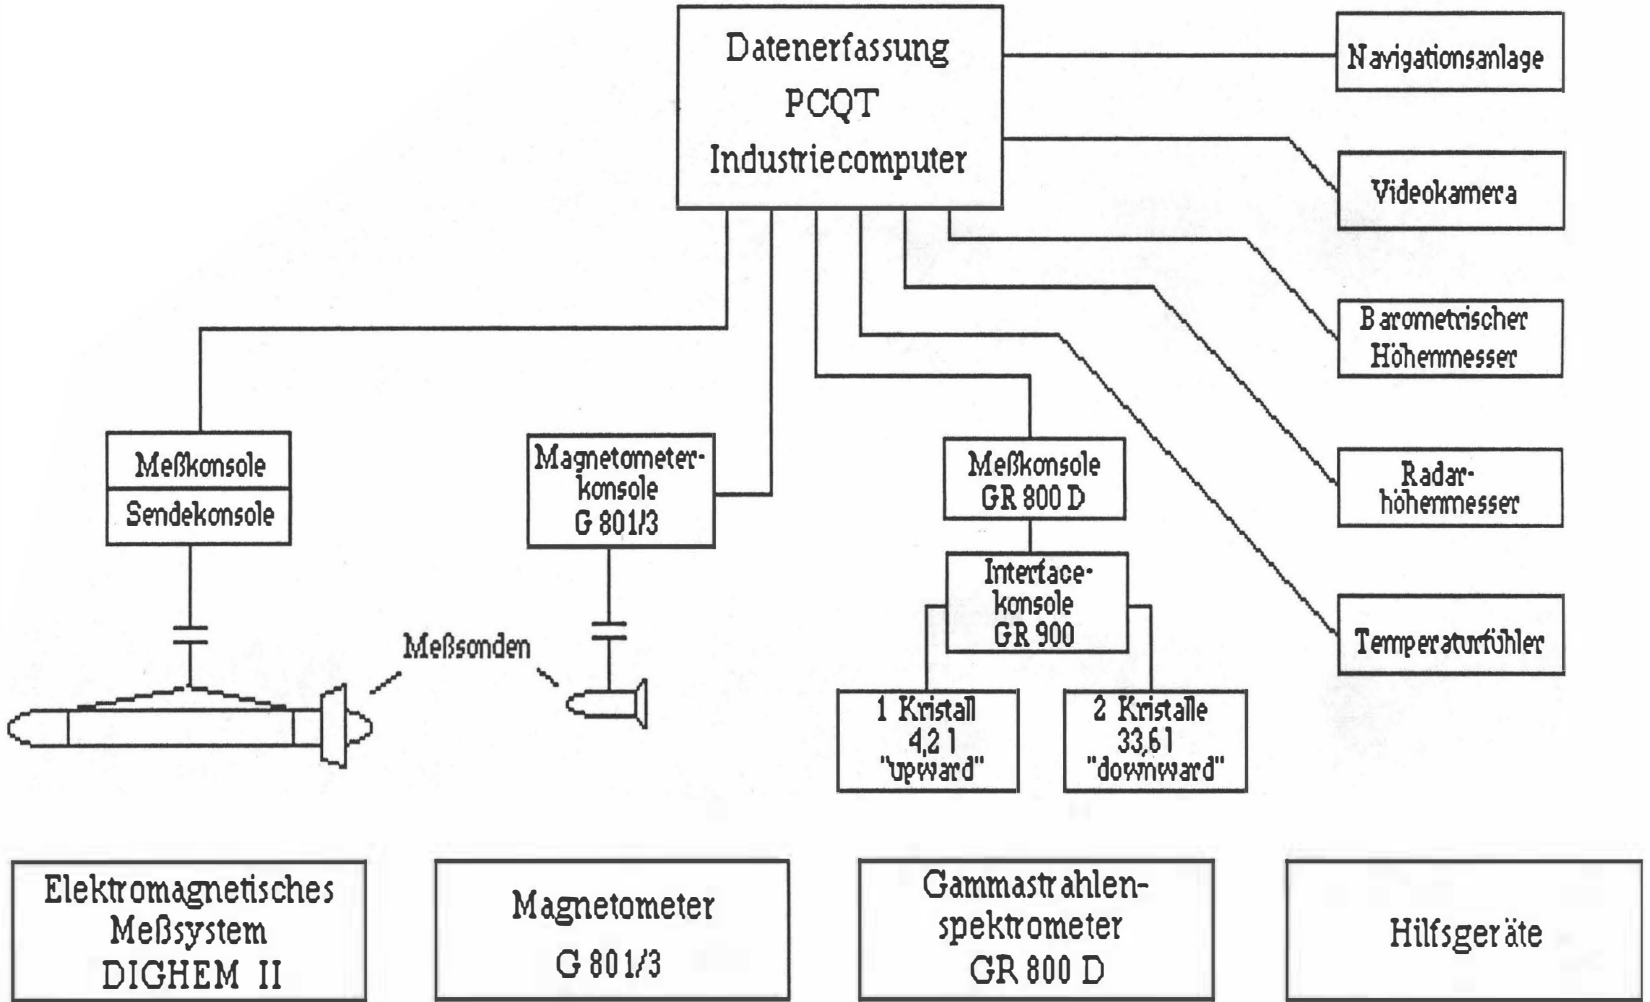 Datenerfassung
PCQT
Industriecomputer
Navigationsanlage
Videokamera
Barometrischer
Höhenmesser
Radar-
höhenmesser
Temperaturfühler
Meßkonsole
Sendekonsole
Magnetometer-
konsole
G 801/3
Meßkonsole
GR 800 D
Interface-
konsole
GR 900
Meßsonden
1 Kristall
4,2 l
"upward"
2 Kristalle
33,6 l
"downward"
Elektromagnetisches
Meßsystem
DIGHEM II
Magnetometer
G 801/3
Gammastrahlen-
spektrometer
GR 800 D
Hilfsgeräte